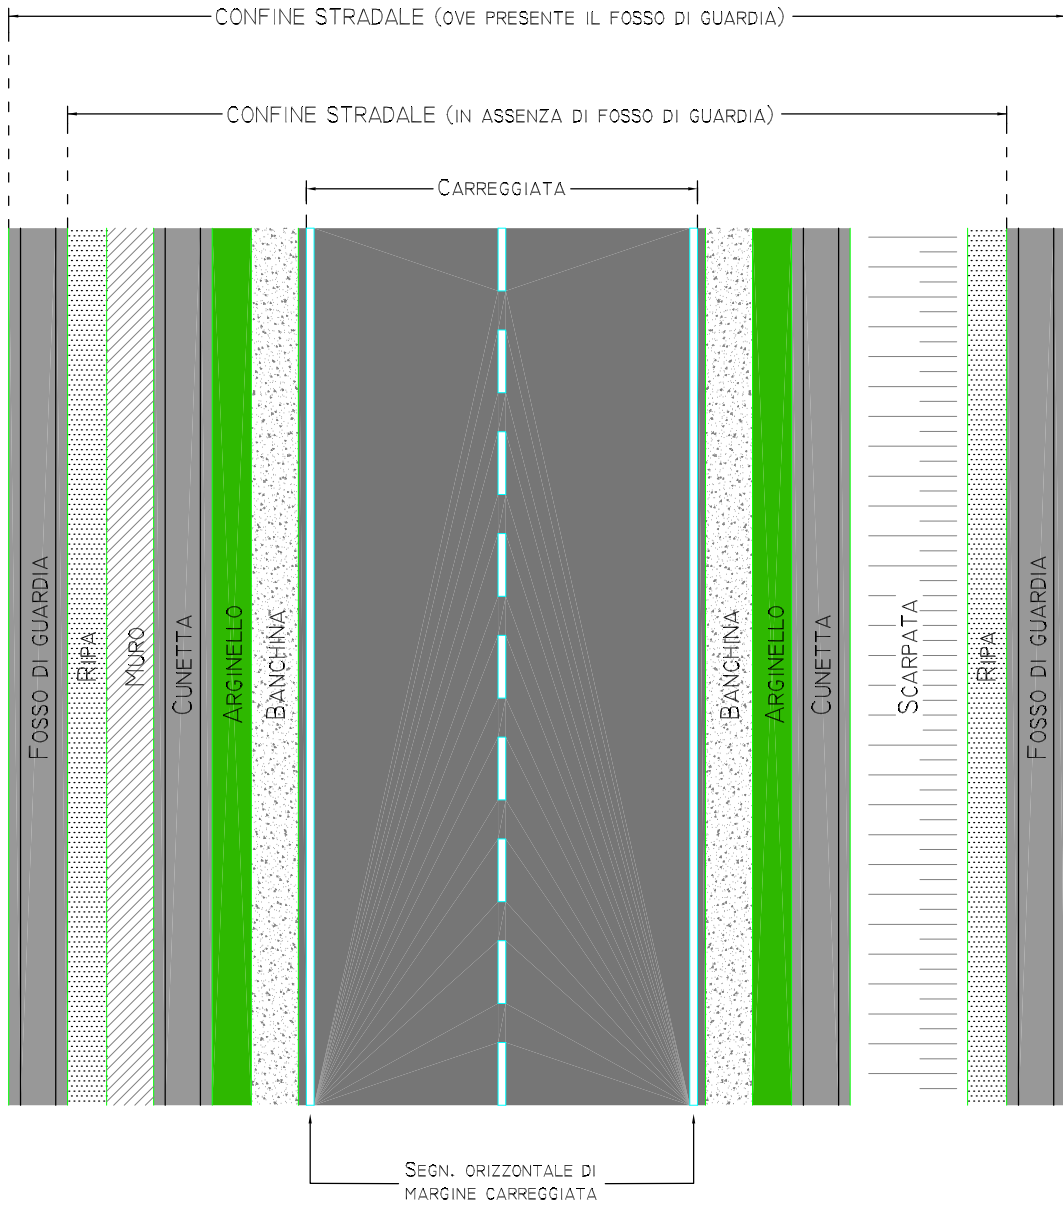 CONFINE STRADALE (OVE PRESENTE IL FOSSO DI GUARDIA)
CONFINE STRADALE (IN ASSENZA DI FOSSO DI GUARDIA)
CARREGGIATA
FOSSO DI GUARDIA
RIPA
MURO
CUNETTA
ARGINELLO
BANCHINA
BANCHINA
ARGINELLO
CUNETTA
SCARPATA
RIPA
FOSSO DI GUARDIA
SEGN. ORIZZONTALE DI
MARGINE CARREGGIATA